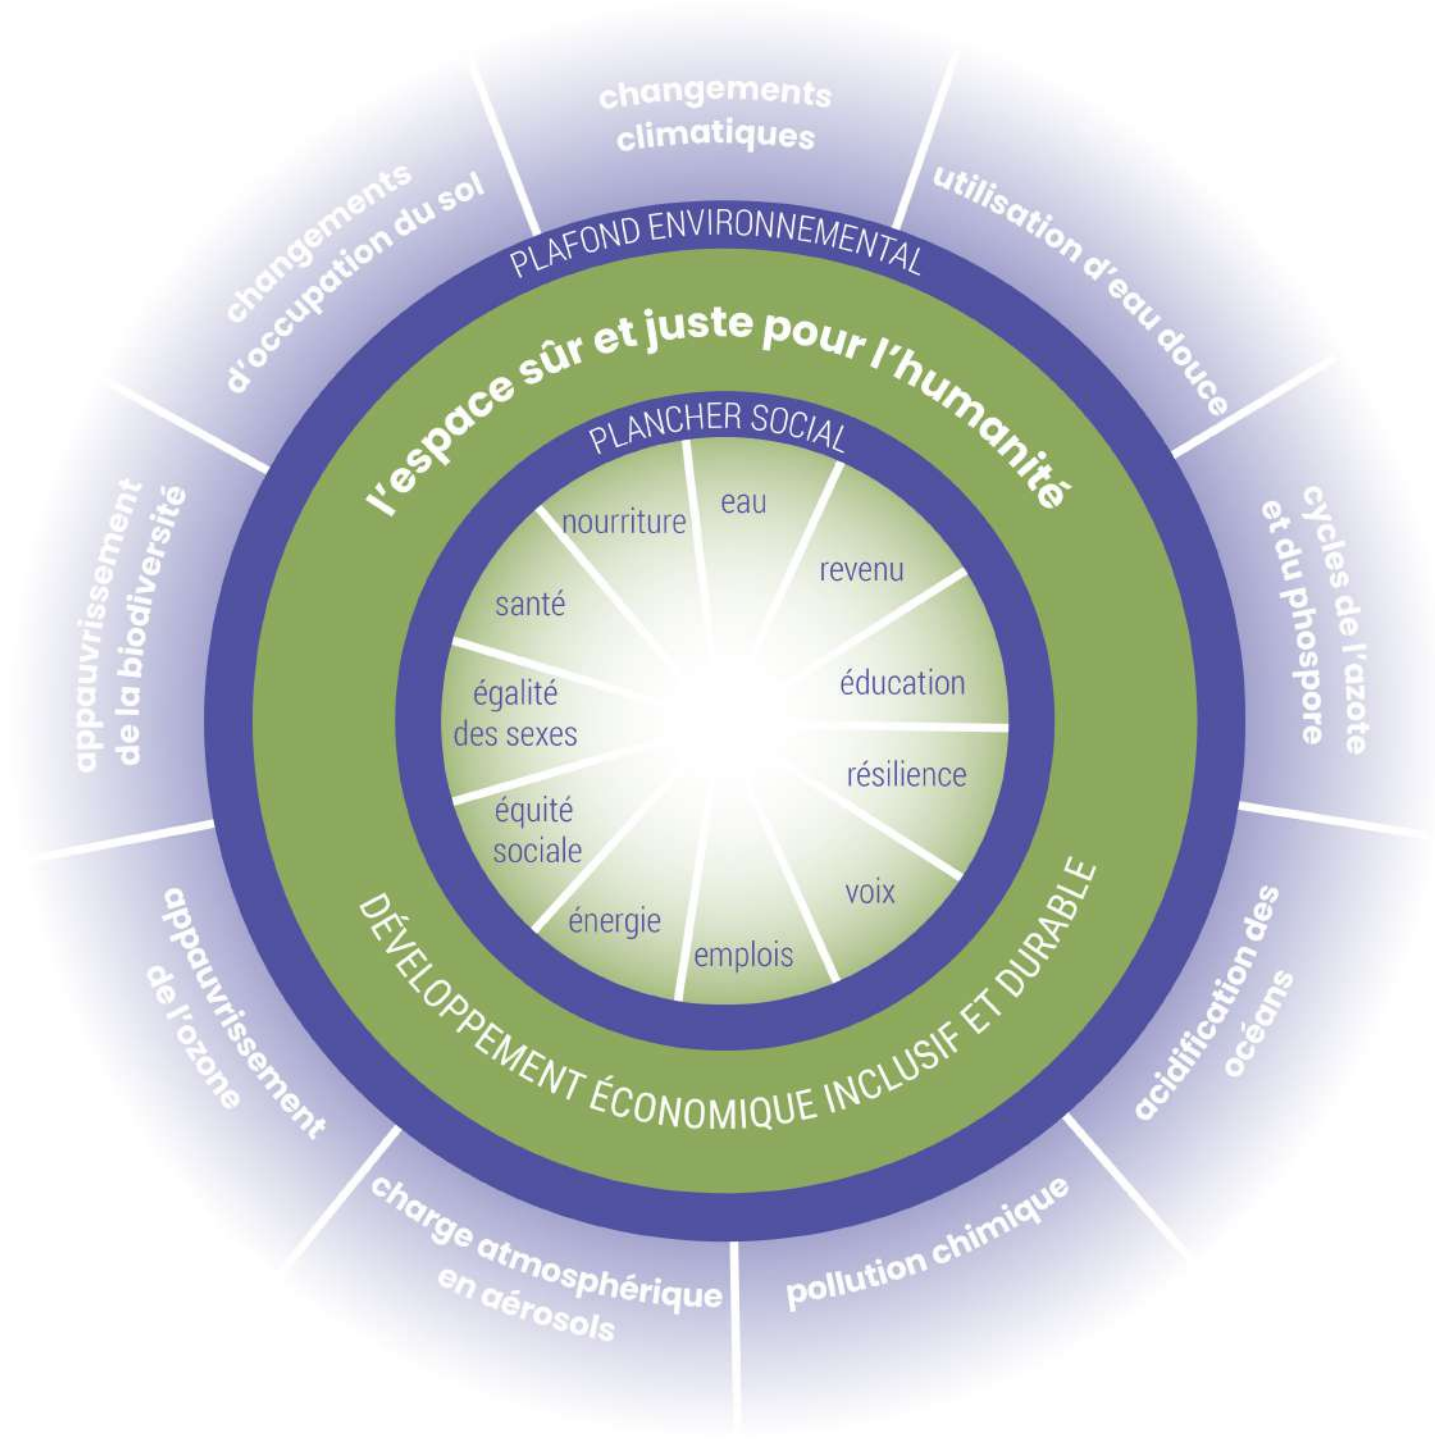 changements
climatiques
utilisation d'eau douce
cycles de l'azote
et du phospore
acidification des
océans
pollution chimique
charge atmosphérique
en aérosols
appauvrissement
de l'ozone
appauvrissement
de la biodiversité
changements
d'occupation du sol
PLAFOND ENVIRONNEMENTAL
l'espace sûr et juste pour l'humanité
PLANCHER SOCIAL
eau
revenu
éducation
résilience
voix
emplois
énergie
équité
sociale
égalité
des sexes
santé
nourriture
DÉVELOPPEMENT ÉCONOMIQUE INCLUSIF ET DURABLE